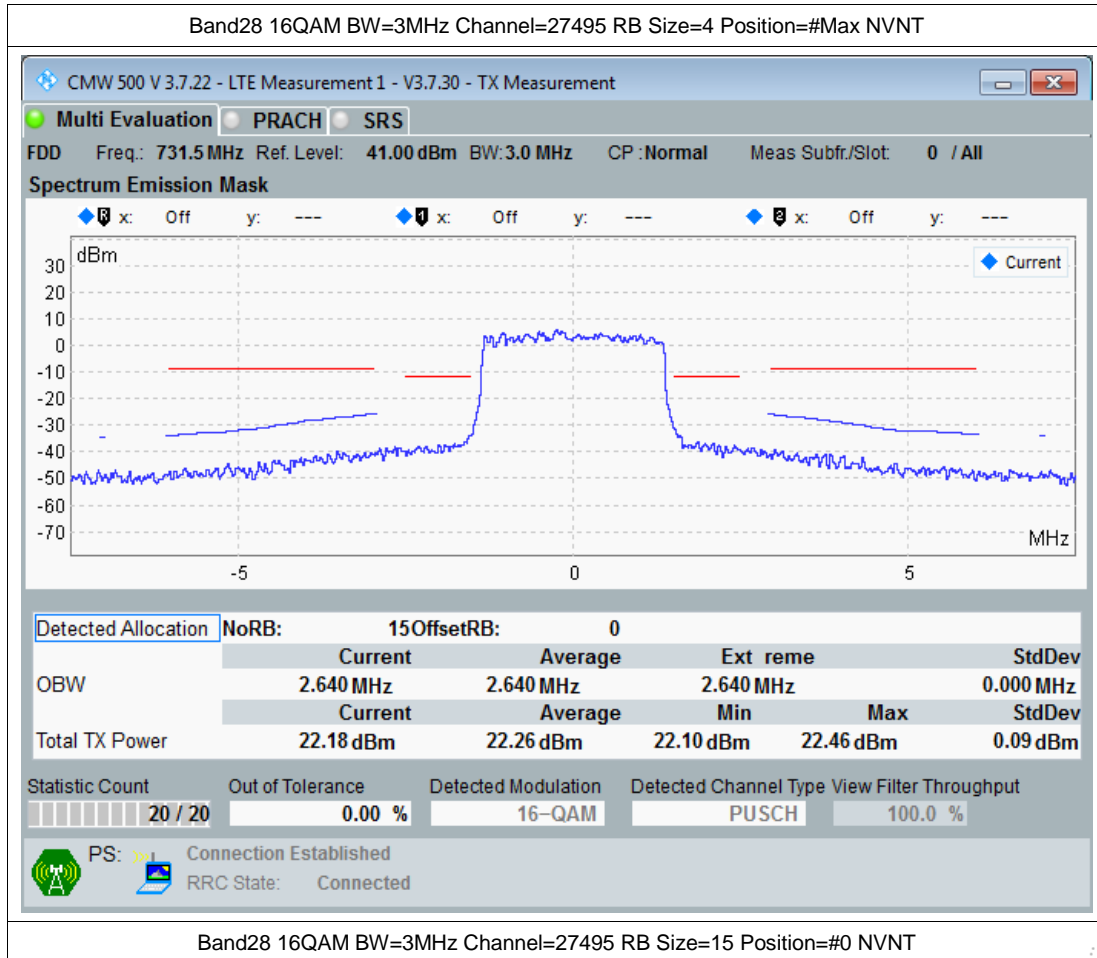 Band28 16QAM BW=3MHz Channel=27495 RB Size=4 Position=#Max NVNT
CMW 500 V 3.7.22 - LTE Measurement 1 - V3.7.30 - TX Measurement
Multi Evaluation PRACH SRS
FDD Freq.: 731.5 MHz Ref. Level: 41.00 dBm BW: 3.0 MHz CP : Normal Meas Subfr./Slot: 0 / All
Spectrum Emission Mask
R x: Off y: --- 1 x: Off y: --- 2 x: Off y: ---
dBm
Current
30
20
10
0
-10
-20
-30
-40
-50
-60
-70
MHz
-5 0 5
Detected Allocation NoRB: 15 OffsetRB: 0
Current Average Ext reme StdDev
OBW 2.640 MHz 2.640 MHz 2.640 MHz 0.000 MHz
Current Average Min Max StdDev
Total TX Power 22.18 dBm 22.26 dBm 22.10 dBm 22.46 dBm 0.09 dBm
Statistic Count Out of Tolerance Detected Modulation Detected Channel Type View Filter Throughput
20 / 20 0.00 % 16-QAM PUSCH 100.0 %
PS: Connection Established
RRC State: Connected
Band28 16QAM BW=3MHz Channel=27495 RB Size=15 Position=#0 NVNT